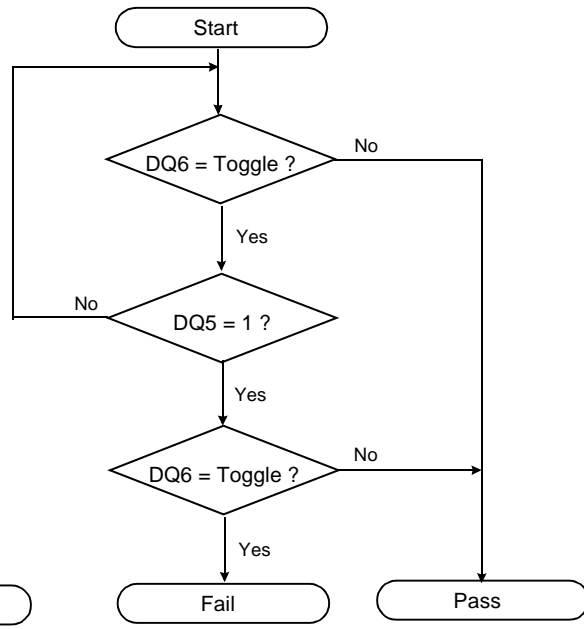 Start
DQ6 = Toggle ?
No
Yes
No
DQ5 = 1 ?
Yes
DQ6 = Toggle ?
No
Yes
Fail
Pass